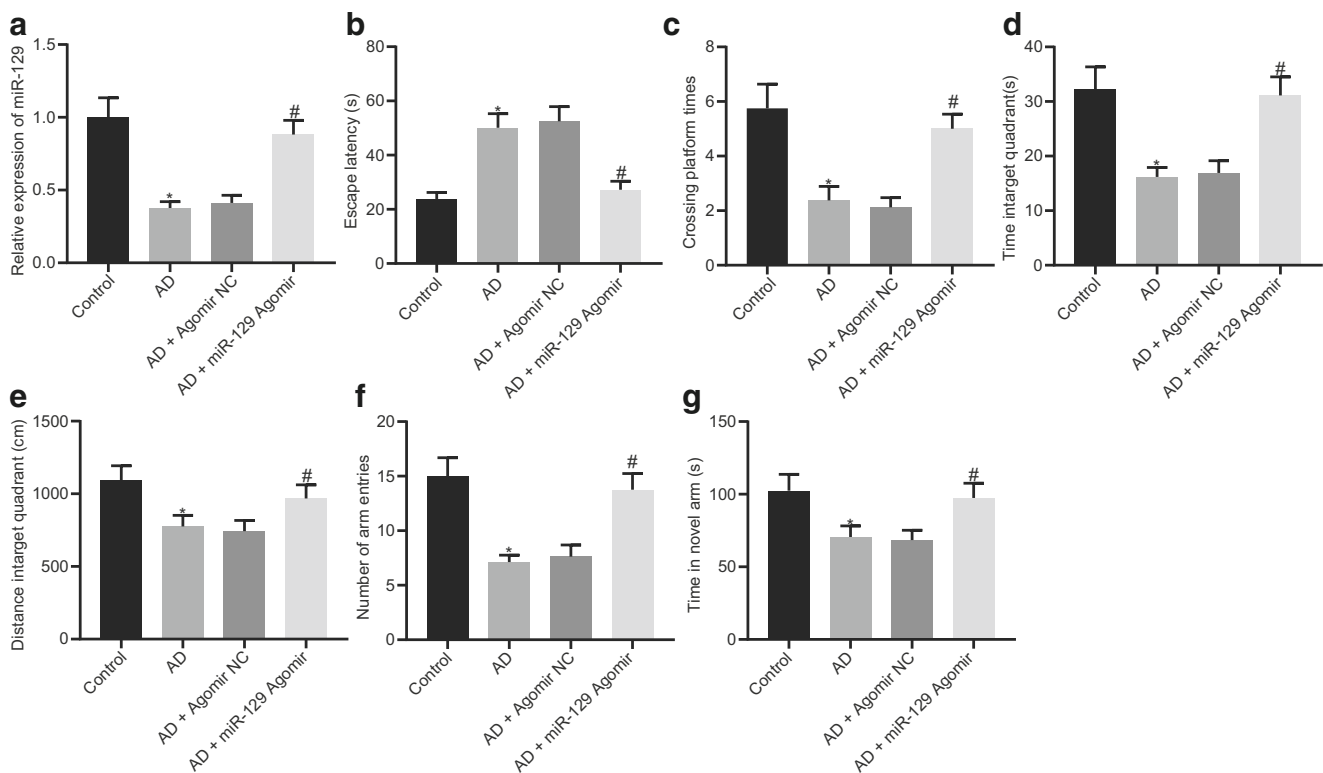 a
Relative expression of miR-129
1.5
1.0
0.5
0.0
*
#
Control
AD
AD + Agomir NC
AD + miR-129 Agomir
b
Escape latency (s)
80
60
40
20
0
*
#
Control
AD
AD + Agomir NC
AD + miR-129 Agomir
c
Crossing platform times
8
6
4
2
0
*
#
Control
AD
AD + Agomir NC
AD + miR-129 Agomir
d
Time intarget quadrant(s)
40
30
20
10
0
*
#
Control
AD
AD + Agomir NC
AD + miR-129 Agomir
e
Distance intarget quadrant (cm)
1500
1000
500
0
*
#
Control
AD
AD + Agomir NC
AD + miR-129 Agomir
f
Number of arm entries
20
15
10
5
0
*
#
Control
AD
AD + Agomir NC
AD + miR-129 Agomir
g
Time in novel arm (s)
150
100
50
0
*
#
Control
AD
AD + Agomir NC
AD + miR-129 Agomir